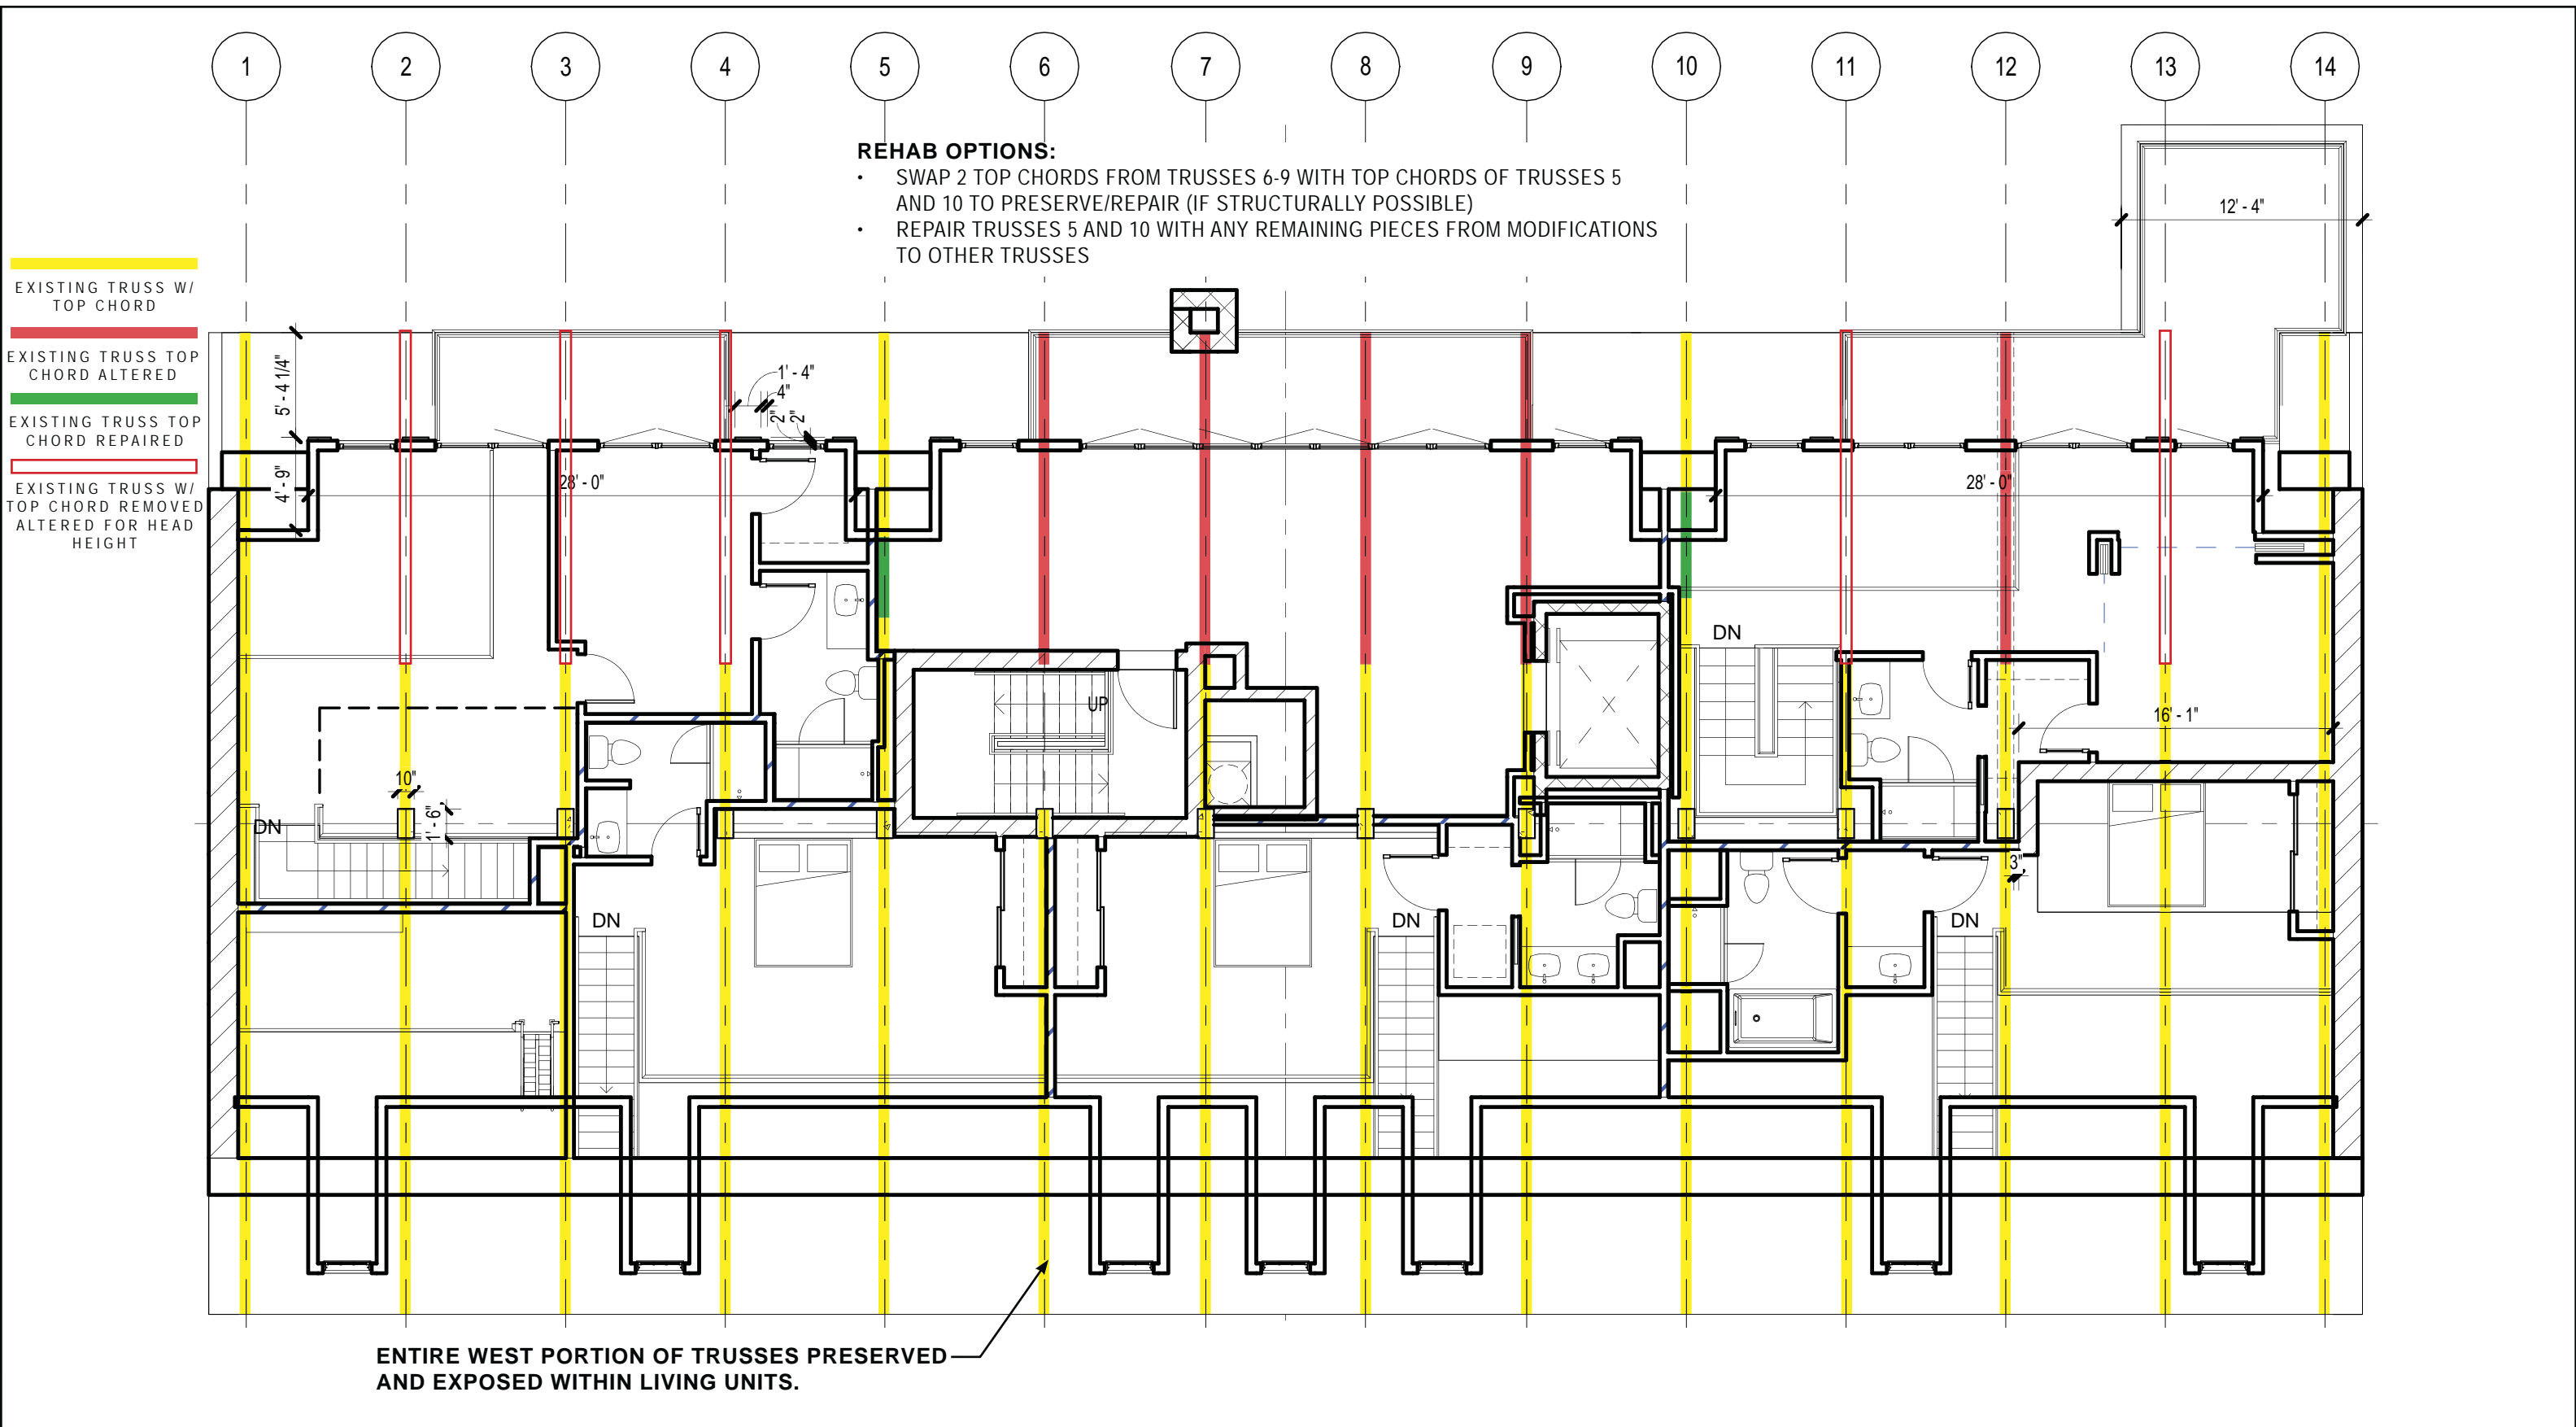 1 2 3 4 5 6 7 8 9 10 11 12 13 14
REHAB OPTIONS:
• SWAP 2 TOP CHORDS FROM TRUSSES 6-9 WITH TOP CHORDS OF TRUSSES 5
AND 10 TO PRESERVE/REPAIR (IF STRUCTURALLY POSSIBLE)
• REPAIR TRUSSES 5 AND 10 WITH ANY REMAINING PIECES FROM MODIFICATIONS
TO OTHER TRUSSES
12' - 4"
EXISTING TRUSS W/
TOP CHORD
EXISTING TRUSS TOP
CHORD ALTERED
EXISTING TRUSS TOP
CHORD REPAIRED
EXISTING TRUSS W/
TOP CHORD REMOVED
ALTERED FOR HEAD
HEIGHT
5' - 4 1/4"
4' - 9"
1' - 4"
4"
2"
2"
28' - 0"
28' - 0"
DN
UP
16' - 1"
10"
1' - 6"
DN
3"
DN
DN
DN
ENTIRE WEST PORTION OF TRUSSES PRESERVED
AND EXPOSED WITHIN LIVING UNITS.